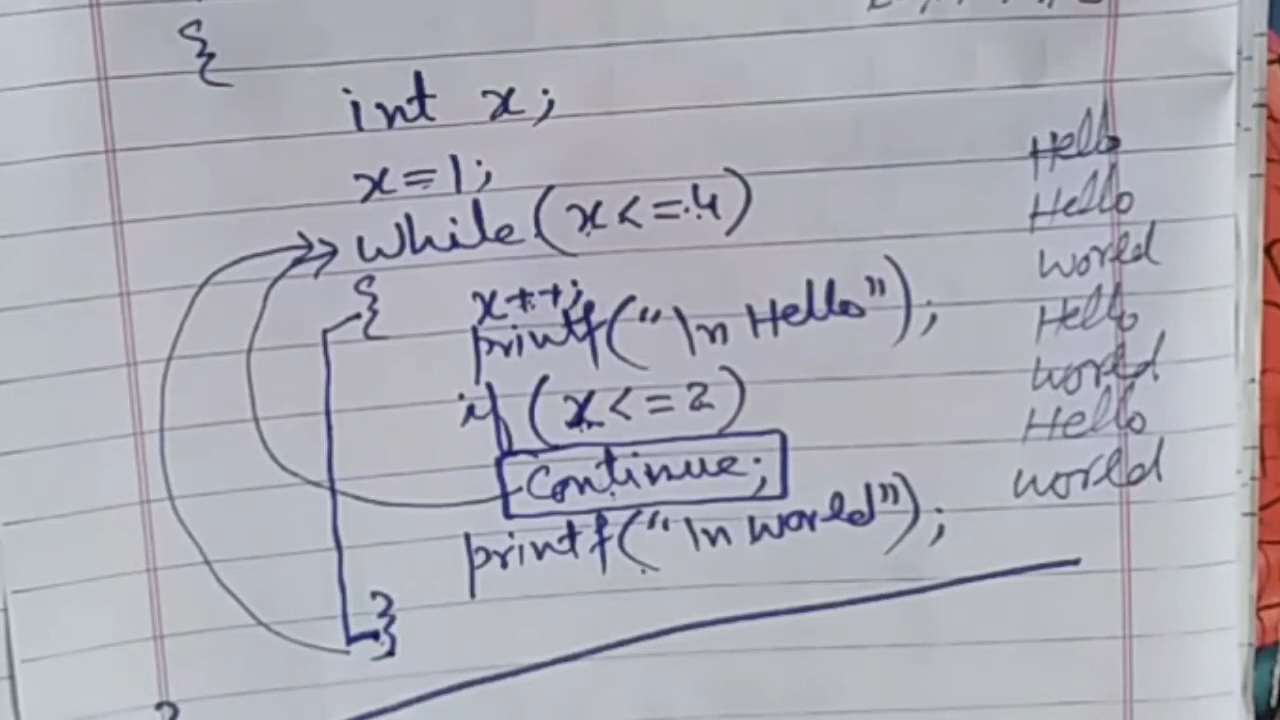 {
int x;
x=1;
while (x<=4)
{ x++;
printf("\n Hello");
if (x<=2)
Continue;
printf("\n world");
}
Hello
Hello
world
Hello
world
Hello
world